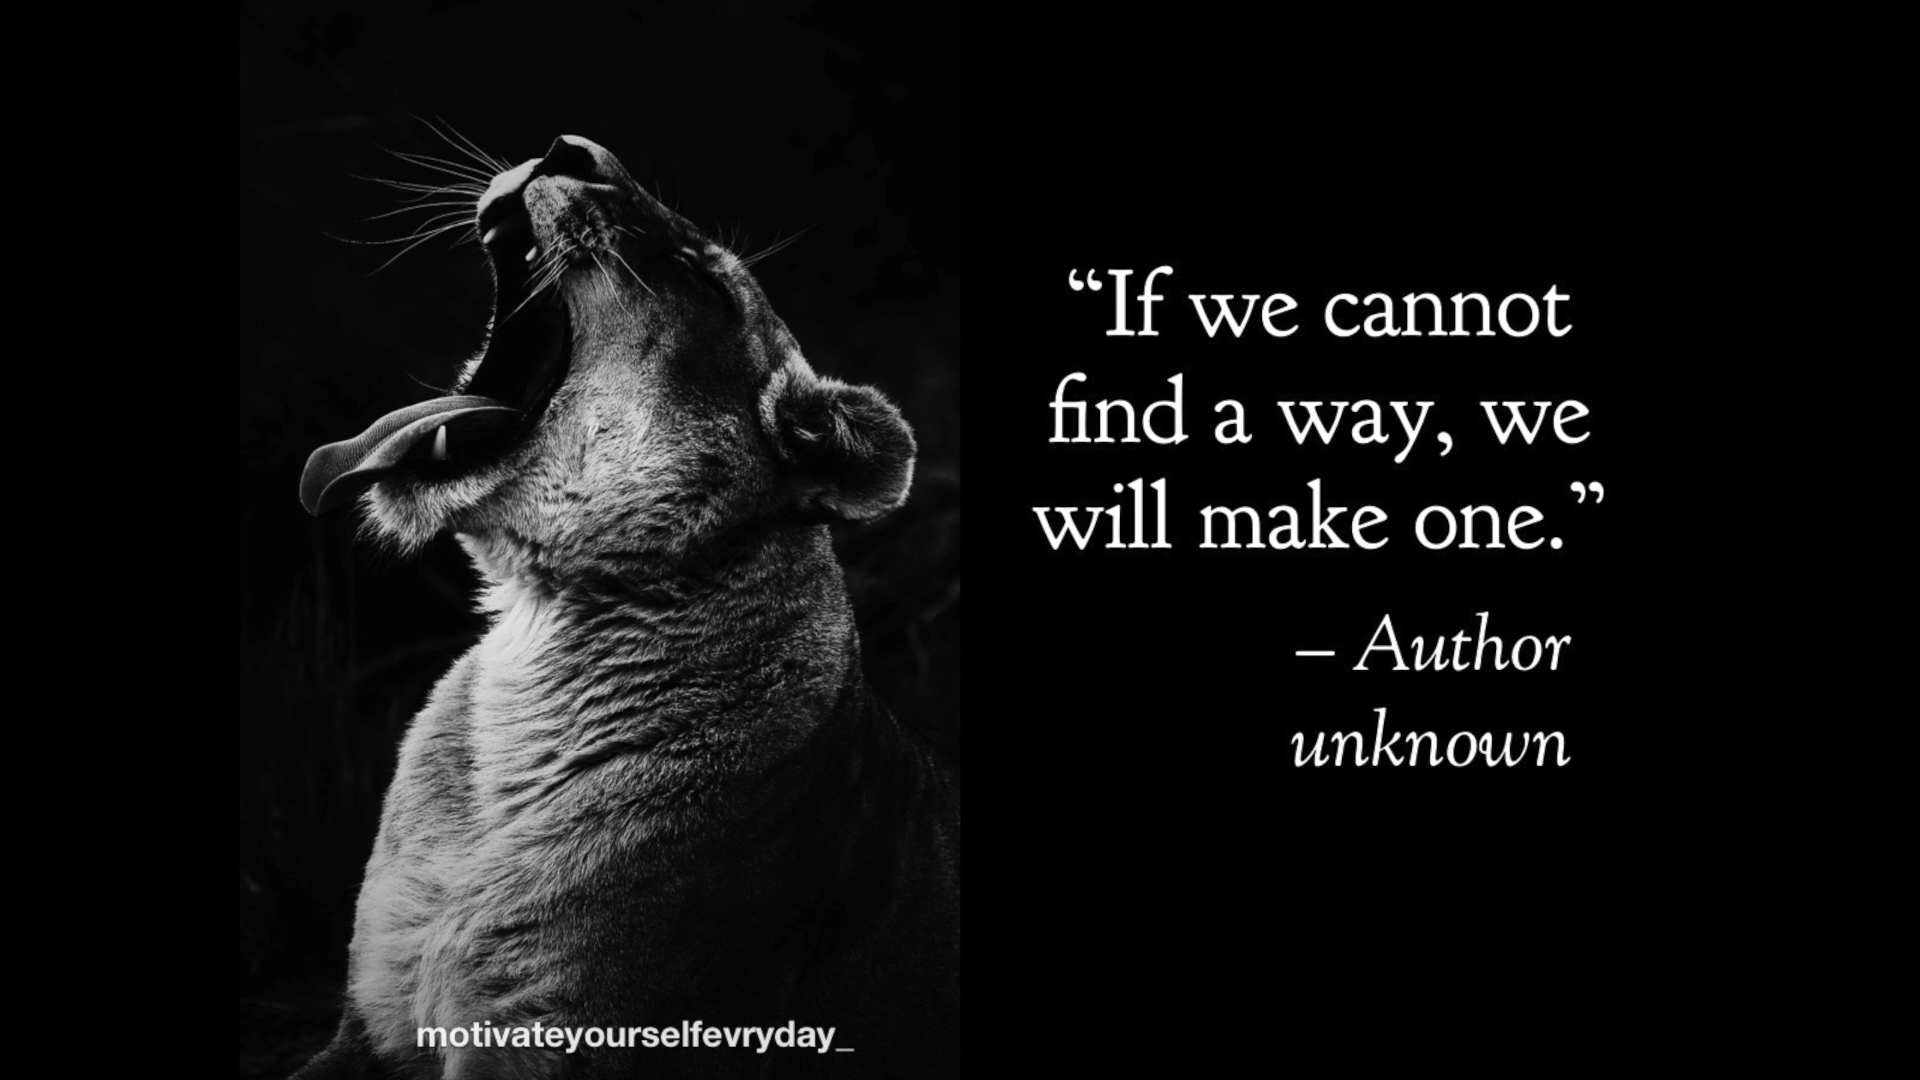 “If we cannot
find a way, we
will make one.”
– Author
unknown
motivateyourselfevryday_